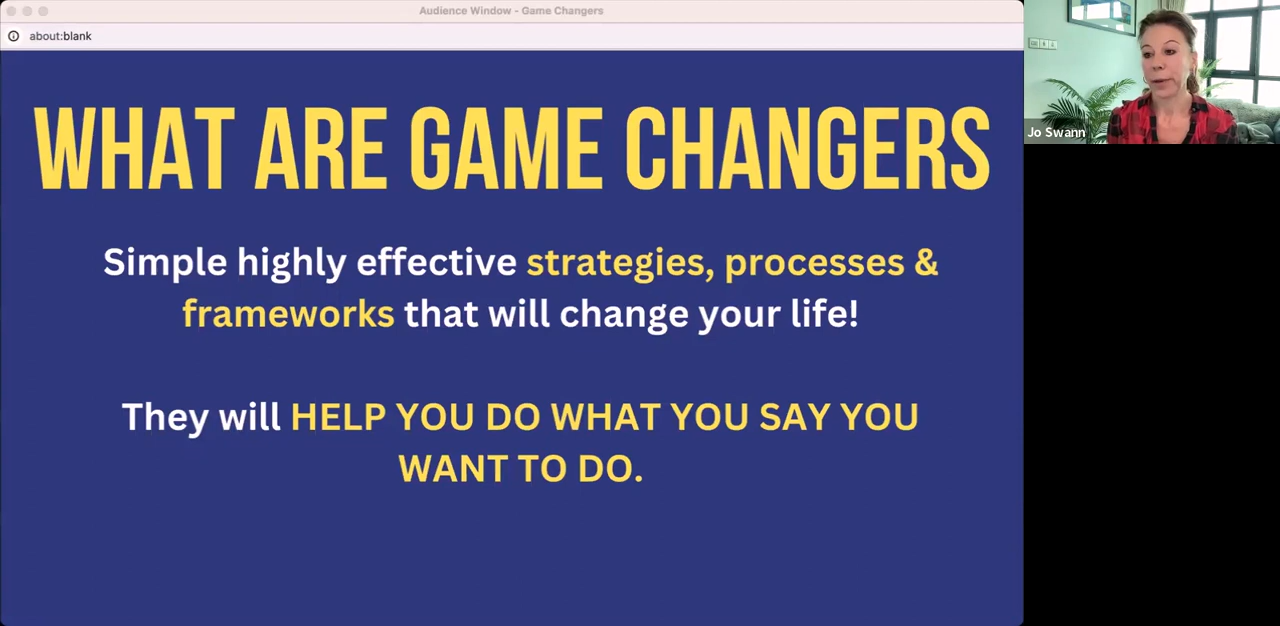 Audience Window - Game Changers
about:blank
WHAT ARE GAME CHANGERS
Simple highly effective strategies, processes &
frameworks that will change your life!
They will HELP YOU DO WHAT YOU SAY YOU
WANT TO DO.
Jo Swann